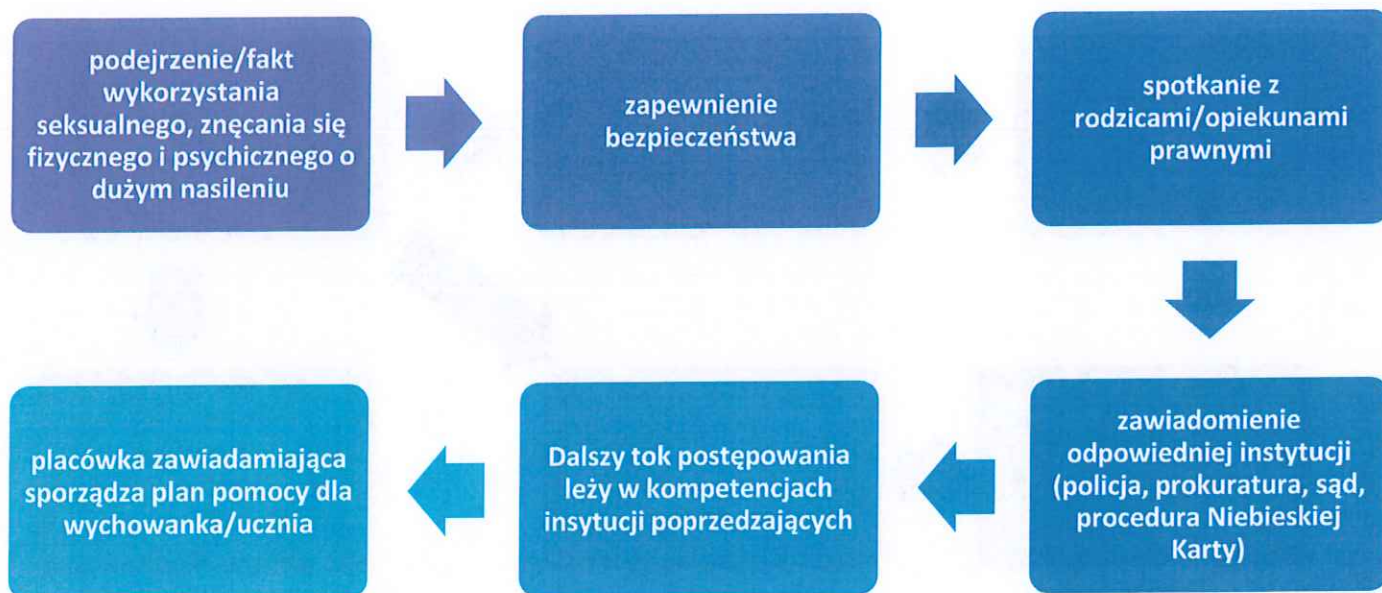 podejrzenie/fakt
wykorzystania
seksualnego, znęcania się
fizycznego i psychicznego o
dużym nasileniu
zapewnienie
bezpieczeństwa
spotkanie z
rodzicami/opiekunami
prawnymi
zawiadomienie
odpowiedniej instytucji
(policja, prokuratura, sąd,
procedura Niebieskiej
Karty)
Dalszy tok postępowania
leży w kompetencjach
insytucji poprzedzających
placówka zawiadamiająca
sporządza plan pomocy dla
wychowanka/ucznia